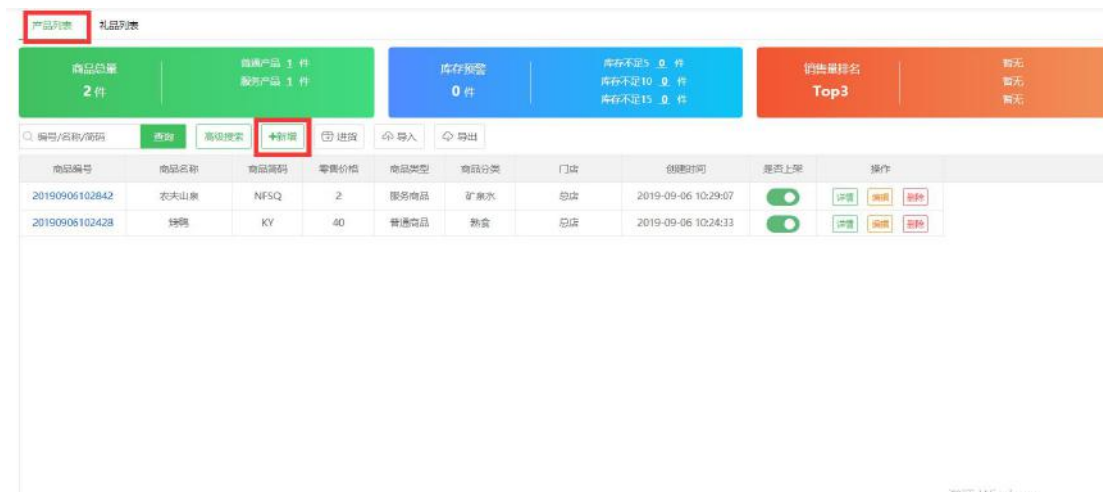 产品列表 礼品列表
商品总量 普通产品 1 件 库存预警 库存不足5 0 件 销售量排名 暂无
2 件 服务产品 1 件 0 件 库存不足10 0 件 Top3 暂无
库存不足15 0 件 暂无
编号/名称/简码 查询 高级搜索 +新增 进货 导入 导出
商品编号 商品名称 商品简码 零售价格 商品类型 商品分类 门店 创建时间 是否上架 操作
20190906102842 农夫山泉 NFSQ 2 服务商品 矿泉水 总店 2019-09-06 10:29:07 详情 编辑 删除
20190906102428 烤鸭 KY 40 普通商品 熟食 总店 2019-09-06 10:24:33 详情 编辑 删除